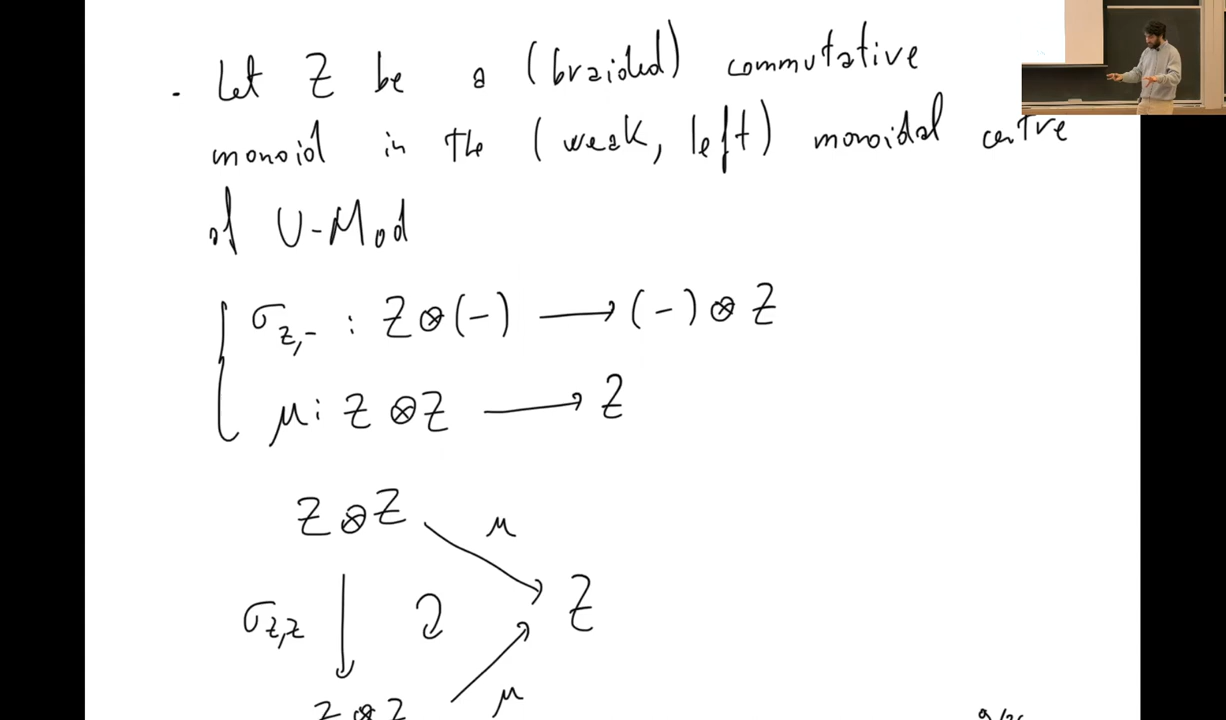 . Let Z be a (braided) commutative
monoid in the (weak, left) monoidal centre
of U-Mod
σ_{Z,-} : Z⊗(-) ⟶ (-)⊗Z
μ: Z⊗Z ⟶ Z
Z⊗Z
μ
σ_{Z,Z}
Z
Z⊗Z
μ